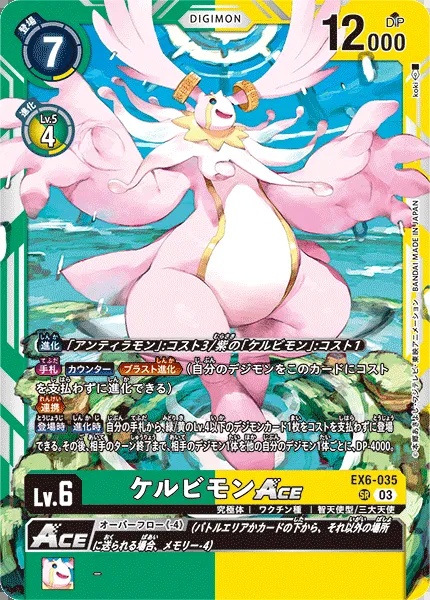 登場
7
DIGIMON
12000
DP
進化
Lv.5
4
koki
BANDAI MADE IN JAPAN
進化 「アンティラモン」:コスト3/紫の「ケルビモン」:コスト1
手札 カウンター ブラスト進化 (自分のデジモンをこのカードにコスト
を支払わずに進化できる)
連携
登場時 進化時 自分の手札から、緑/黄のLv.4以下のデジモンカード1枚をコストを支払わずに登場
できる。その後、相手のターン終了まで、相手のデジモン1体を他の自分のデジモン1体ごとに、DP-4000。
Lv.6
ケルビモンACE
EX6-035
SR 03
究極体 ワクチン種 智天使型/三大天使
ACE
オーバーフロー《-4》 (バトルエリアかカードの下から、それ以外の場所
に送られる場合、メモリー-4)
-